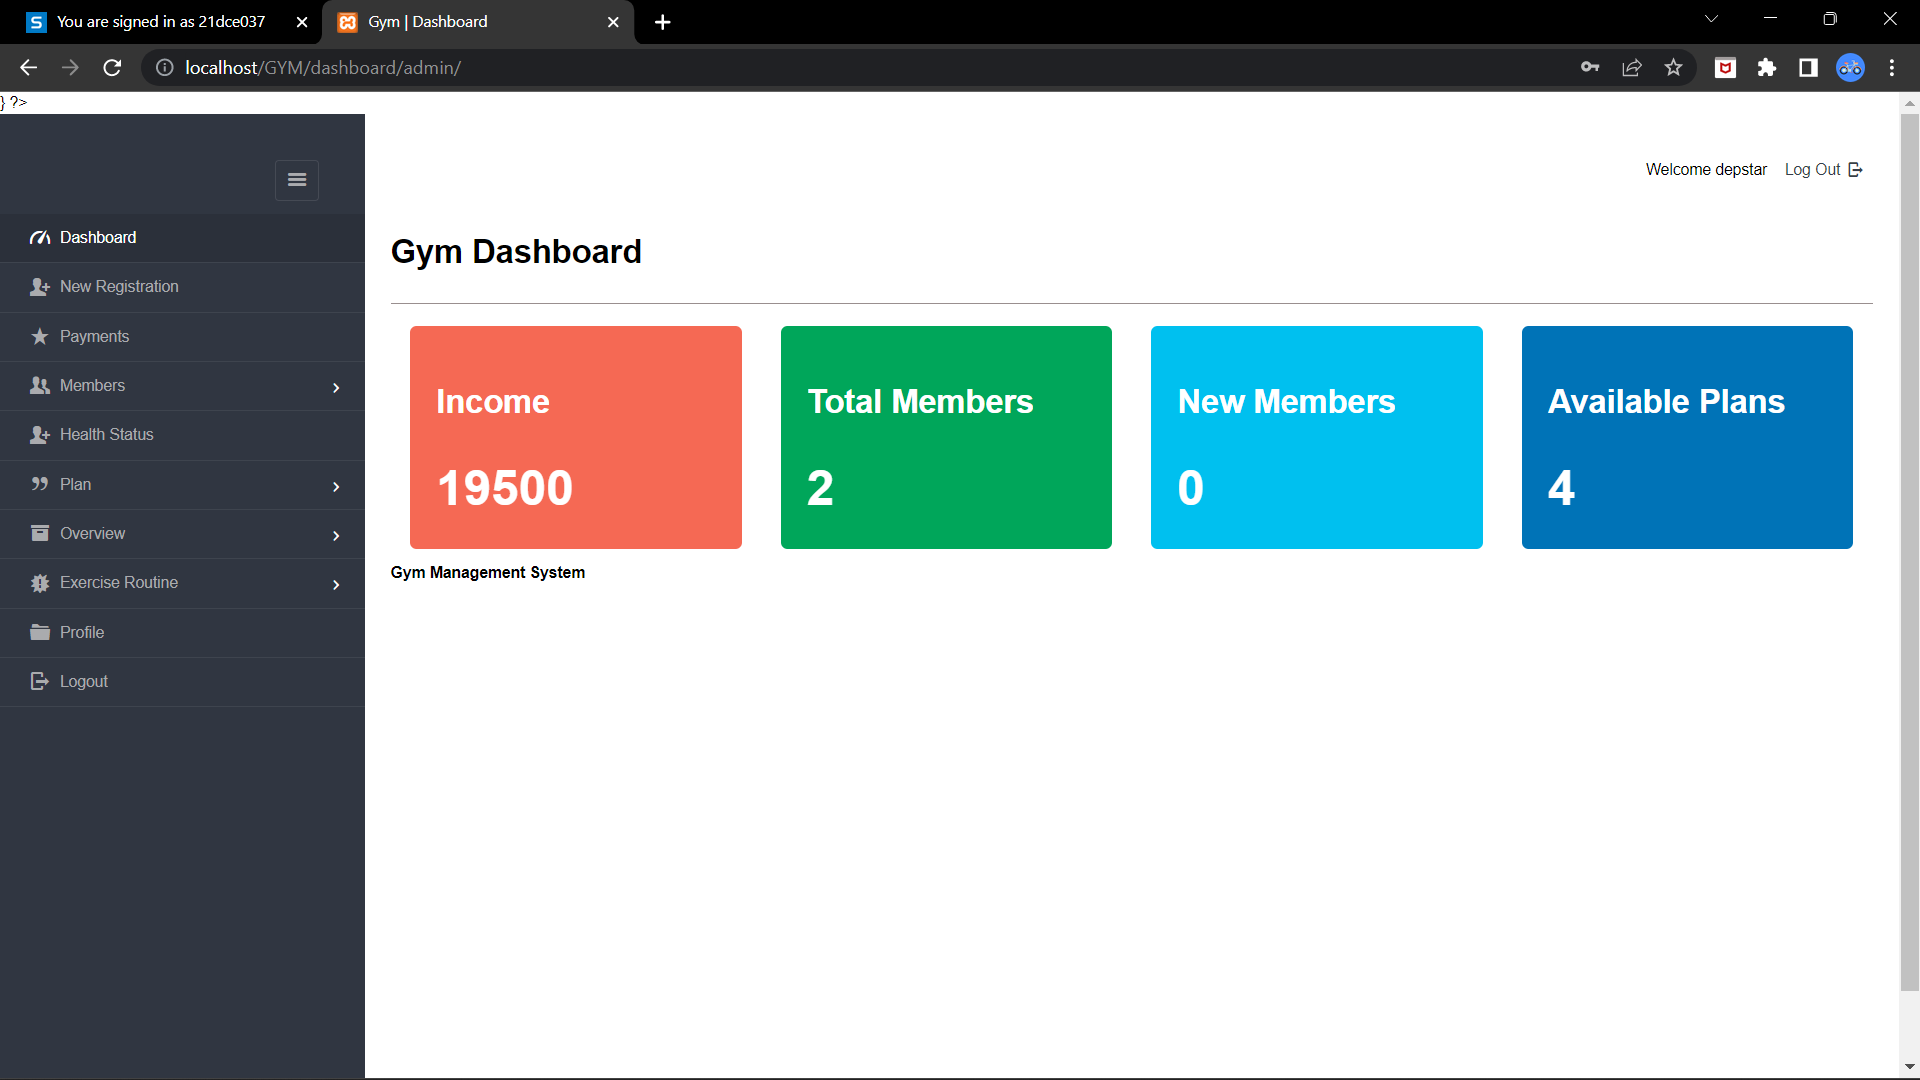 You are signed in as 21dce037
Gym | Dashboard
localhost/GYM/dashboard/admin/
} ?>
Welcome depstar Log Out
Dashboard
New Registration
Payments
Members
Health Status
Plan
Overview
Exercise Routine
Profile
Logout
Gym Dashboard
Income
19500
Total Members
2
New Members
0
Available Plans
4
Gym Management System